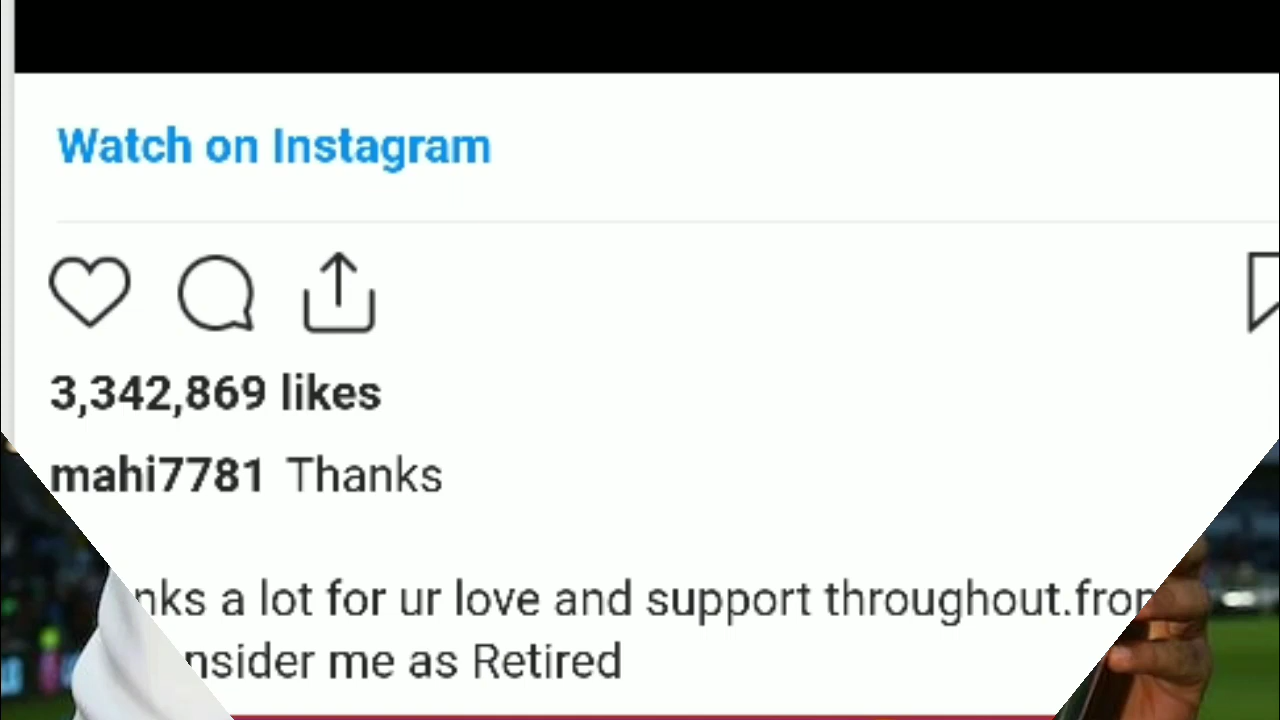 Watch on Instagram
3,342,869 likes
mahi7781 Thanks
nks a lot for ur love and support throughout.fron
nsider me as Retired